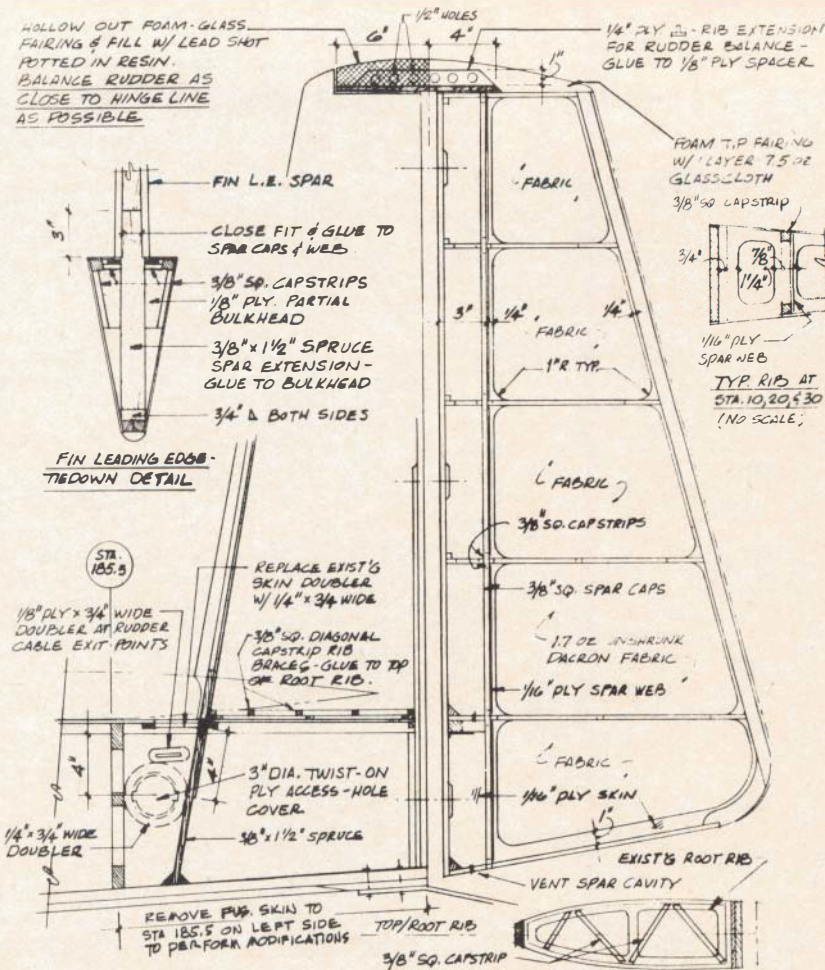 HOLLOW OUT FOAM-GLASS
FAIRING & FILL W/ LEAD SHOT
POTTED IN RESIN.
BALANCE RUDDER AS
CLOSE TO HINGE LINE
AS POSSIBLE
1/2" HOLES
6"
4"
1"
1/4" PLY - RIB EXTENSION
FOR RUDDER BALANCE -
GLUE TO 1/8" PLY SPACER
FOAM TIP FAIRING
W/ 1 LAYER 7.5 OZ
GLASSCLOTH
3/8" SQ CAPSTRIP
3/4"
7/8"
1 1/4"
1/16" PLY
SPAR WEB
TYP. RIB AT
STA. 10, 20, & 30
(NO SCALE)
FIN L.E. SPAR
3"
CLOSE FIT & GLUE TO
SPAR CAPS & WEB
3/8" SQ. CAPSTRIPS
1/8" PLY. PARTIAL
BULKHEAD
3/8" x 1 1/2" SPRUCE
SPAR EXTENSION -
GLUE TO BULKHEAD
3/4" Δ BOTH SIDES
FIN LEADING EDGE -
TIEDOWN DETAIL
FABRIC
3"
1/4"
1/4"
FABRIC
1" R TYP.
FABRIC
3/8" SQ. CAPSTRIPS
3/8" SQ. SPAR CAPS
1.7 OZ UNSHRUNK
DACRON FABRIC
1/16" PLY SPAR WEB
FABRIC
1/16" PLY SKIN
1"
STA.
185.5
REPLACE EXIST'G
SKIN DOUBLER
W/ 1/4" x 3/4 WIDE
1/8" PLY x 3/4" WIDE
DOUBLER AT RUDDER
CABLE EXIT POINTS
3/8" SQ. DIAGONAL
CAPSTRIP RIB
BRACES - GLUE TO TOP
OF ROOT RIB.
4"
4"
3" DIA. TWIST-ON
PLY ACCESS-HOLE
COVER
1/4" x 3/4" WIDE
DOUBLER
3/8" x 1 1/2" SPRUCE
EXIST'G ROOT RIB
VENT SPAR CAVITY
REMOVE FUS. SKIN TO
STA 185.5 ON LEFT SIDE
TO PERFORM MODIFICATIONS
TOP/ROOT RIB
3/8" SQ. CAPSTRIP